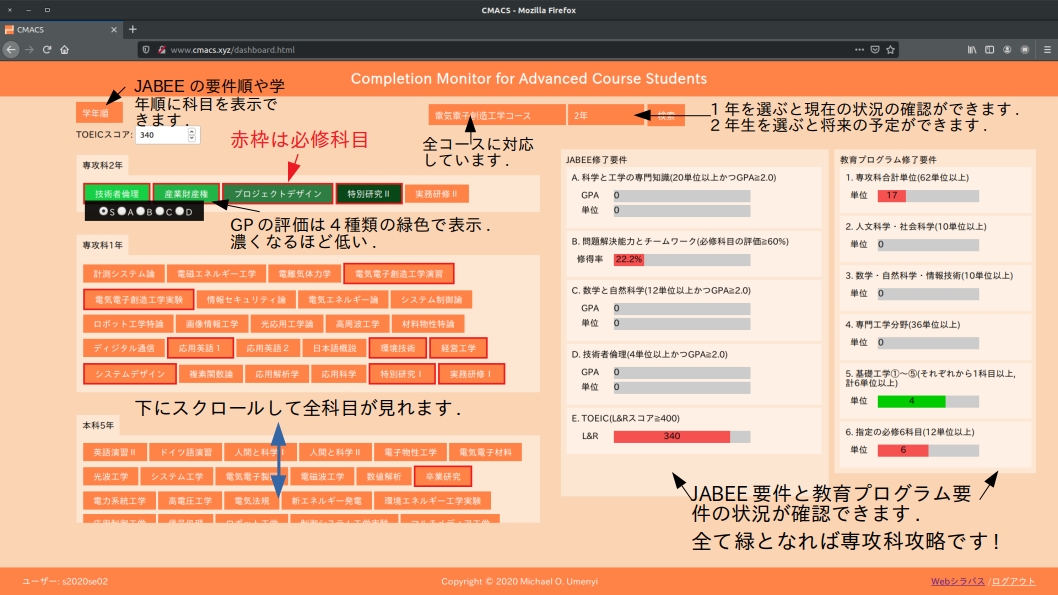 CMACS - Mozilla Firefox
CMACS
www.cmacs.xyz/dashboard.html
Completion Monitor for Advanced Course Students
学年順
JABEEの要件順や学
年順に科目を表示で
きます.
TOEICスコア: 340
赤枠は必修科目
電気電子創造工学コース
2年
検索
全コースに対応
しています.
1年を選ぶと現在の状況の確認ができます.
2年生を選ぶと将来の予定ができます.
専攻科2年
技術者倫理 産業財産権 プロジェクトデザイン 特別研究Ⅱ 実務研修Ⅱ
S A B C D
GPの評価は4種類の緑色で表示.
濃くなるほど低い.
専攻科1年
計測システム論 電磁エネルギー工学 電離気体力学 電気電子創造工学演習
電気電子創造工学実験 情報セキュリティ論 電気エネルギー論 システム制御論
ロボット工学特論 画像情報工学 光応用工学論 高周波工学 材料物性特論
ディジタル通信 応用英語1 応用英語2 日本語概説 環境技術 経営工学
システムデザイン 複素関数論 応用解析学 応用科学 特別研究Ⅰ 実務研修Ⅰ
下にスクロールして全科目が見れます.
本科5年
英語演習Ⅱ ドイツ語演習 人間と科学Ⅰ 人間と科学Ⅱ 電子物性工学 電気電子材料
光波工学 システム工学 電磁波工学 数値解析 卒業研究
電力系統工学 高電圧工学 電気法規 新エネルギー発電 環境エネルギー工学実験
JABEE修了要件
A. 科学と工学の専門知識(20単位以上かつGPA≧2.0)
GPA 0
単位 0
B. 問題解決能力とチームワーク(必修科目の評価≧60%)
修得率 22.2%
C. 数学と自然科学(12単位以上かつGPA≧2.0)
GPA 0
単位 0
D. 技術者倫理(4単位以上かつGPA≧2.0)
GPA 0
単位 0
E. TOEIC(L&Rスコア≧400)
L&R 340
教育プログラム修了要件
1. 専攻科合計単位(62単位以上)
単位 17
2. 人文科学・社会科学(10単位以上)
単位 0
3. 数学・自然科学・情報技術(10単位以上)
単位 0
4. 専門工学分野(36単位以上)
単位 0
5. 基礎工学①〜⑤(それぞれから1科目以上,
計6単位以上)
単位 4
6. 指定の必修6科目(12単位以上)
単位 6
JABEE要件と教育プログラム要
件の状況が確認できます.
全て緑となれば専攻科攻略です!
ユーザー: s2020se02
Copyright © 2020 Michael O. Umenyi
Webシラバス /ログアウト